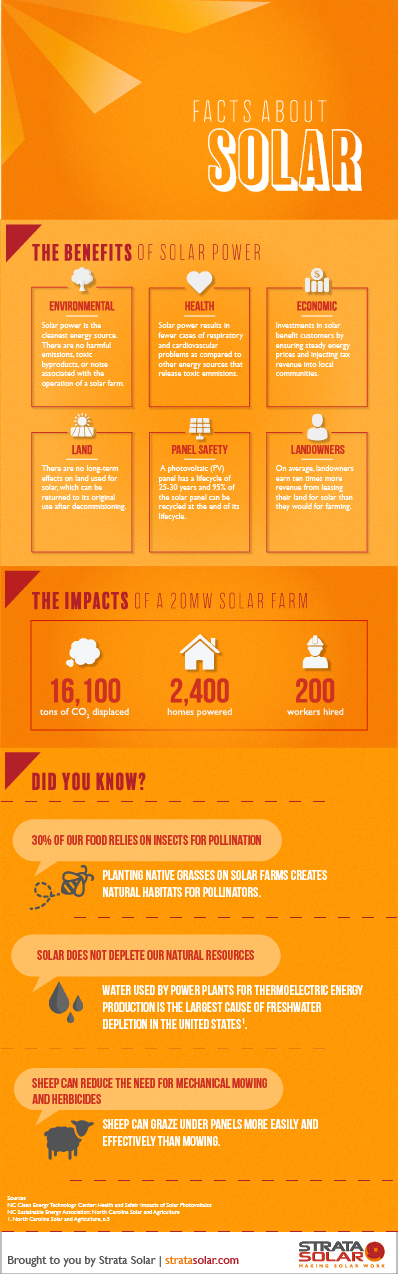 FACTS ABOUT
SOLAR
THE BENEFITS OF SOLAR POWER
ENVIRONMENTAL
Solar power is the
cleanest energy source.
There are no harmful
emissions, toxic
byproducts, or noise
associated with the
operation of a solar farm.
HEALTH
Solar power results in
fewer cases of respiratory
and cardiovascular
problems as compared to
other energy sources that
release toxic emmisions.
$
ECONOMIC
Investments in solar
benefit customers by
ensuring steady energy
prices and injecting tax
revenue into local
communities.
LAND
There are no long-term
effects on land used for
solar, which can be
returned to its original
use after decommisioning.
PANEL SAFETY
A photovoltaic (PV)
panel has a lifecycle of
25-30 years and 95% of
the solar panel can be
recycled at the end of its
lifecycle.
LANDOWNERS
On average, landowners
earn ten times more
revenue from leasing
their land for solar than
they would for farming.
THE IMPACTS OF A 20MW SOLAR FARM
16,100
tons of CO2 displaced
2,400
homes powered
200
workers hired
DID YOU KNOW?
30% OF OUR FOOD RELIES ON INSECTS FOR POLLINATION
PLANTING NATIVE GRASSES ON SOLAR FARMS CREATES
NATURAL HABITATS FOR POLLINATORS.
SOLAR DOES NOT DEPLETE OUR NATURAL RESOURCES
WATER USED BY POWER PLANTS FOR THERMOELECTRIC ENERGY
PRODUCTION IS THE LARGEST CAUSE OF FRESHWATER
DEPLETION IN THE UNITED STATES¹.
SHEEP CAN REDUCE THE NEED FOR MECHANICAL MOWING
AND HERBICIDES
SHEEP CAN GRAZE UNDER PANELS MORE EASILY AND
EFFECTIVELY THAN MOWING.
Sources
NC Clean Energy Technology Center: Health and Safety Impacts of Solar Photovoltaics
NC Sustainable Energy Association: North Carolina Solar and Agriculture
1. North Carolina Solar and Agriculture, 6.5
Brought to you by Strata Solar | stratasolar.com
STRATA
SOLAR
MAKING SOLAR WORK